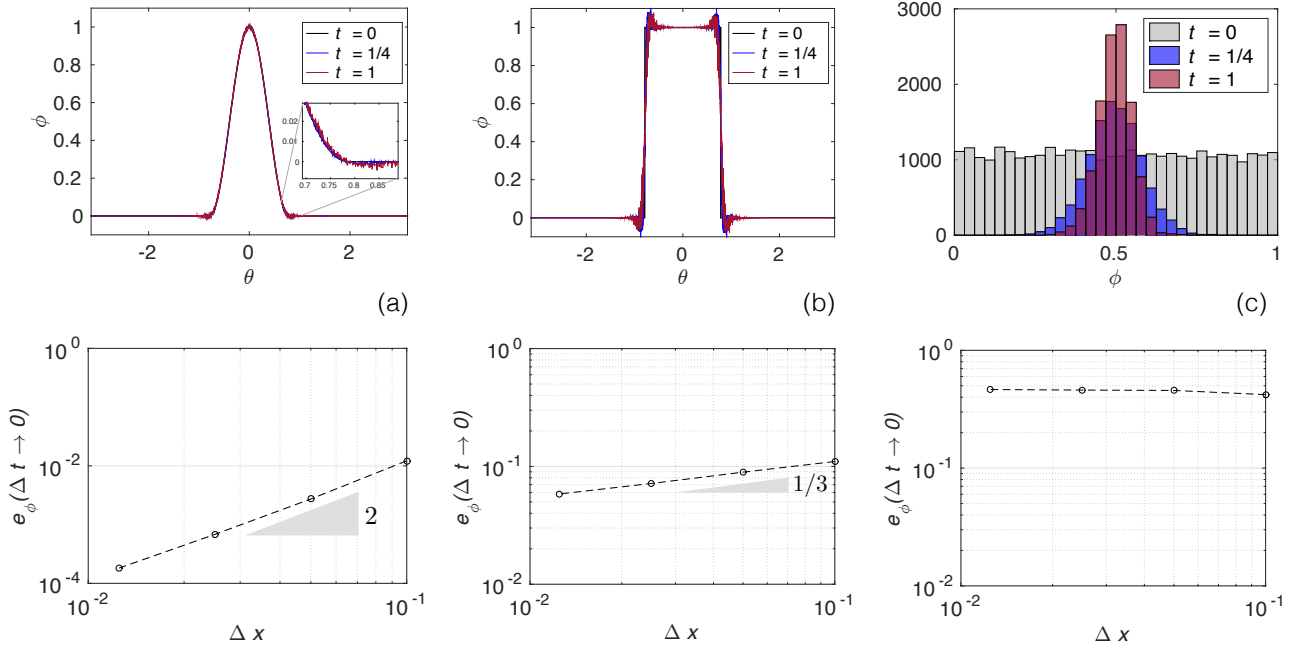 1
0.8
0.6
0.4
0.2
0
ϕ
t = 0
t = 1/4
t = 1
0.02
0.01
0
0.7 0.75 0.8 0.85
-2 0 2
θ
(a)
1
0.8
0.6
0.4
0.2
0
ϕ
t = 0
t = 1/4
t = 1
-2 0 2
θ
(b)
3000
2000
1000
0
t = 0
t = 1/4
t = 1
0 0.5 1
ϕ
(c)
10^0
10^-2
10^-4
e_ϕ(Δ t → 0)
2
10^-2 10^-1
Δ x
10^0
10^-1
10^-2
e_ϕ(Δ t → 0)
1/3
10^-2 10^-1
Δ x
10^0
10^-1
10^-2
e_ϕ(Δ t → 0)
10^-2 10^-1
Δ x